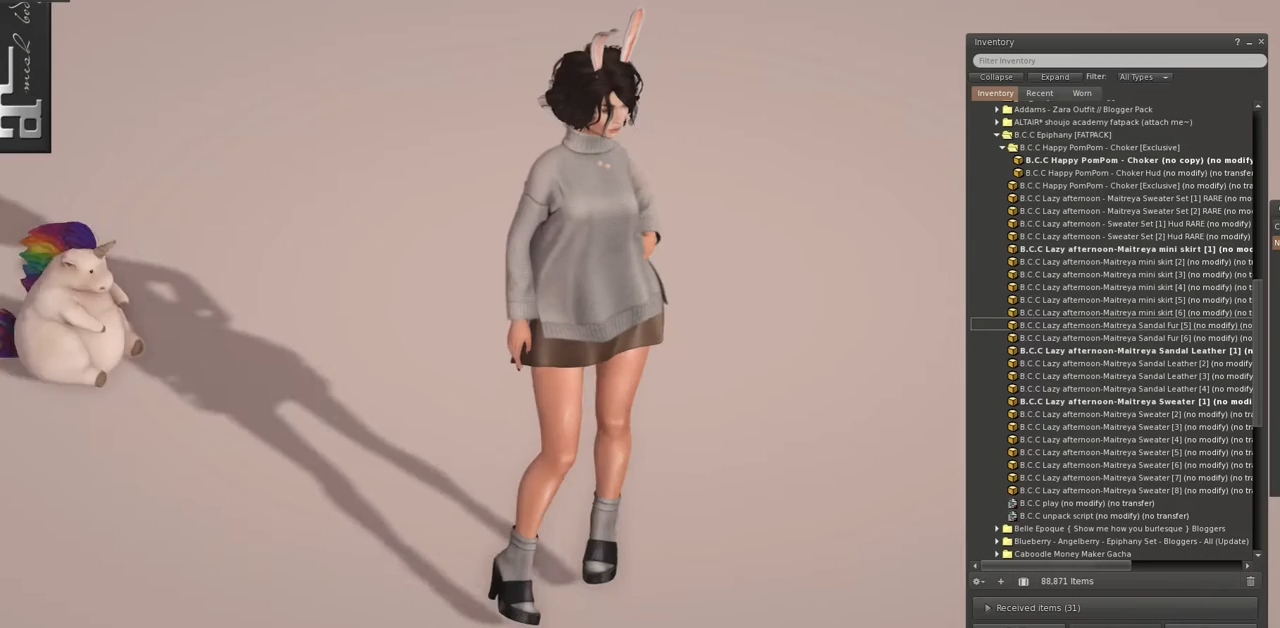 mesh
Inventory
? _ ×
Filter Inventory
Collapse Expand Filter: All Types
Inventory Recent Worn
Addams - Zara Outfit // Blogger Pack
ALTAIR* shoujo academy fatpack (attach me~)
B.C.C Epiphany [FATPACK]
B.C.C Happy PomPom - Choker [Exclusive]
B.C.C Happy PomPom - Choker (no copy) (no modify
B.C.C Happy PomPom - Choker Hud (no modify) (no transfe
B.C.C Happy PomPom - Choker [Exclusive] (no modify) (no tra
B.C.C Lazy afternoon - Maitreya Sweater Set [1] RARE (no mo
B.C.C Lazy afternoon - Maitreya Sweater Set [2] RARE (no mo
B.C.C Lazy afternoon - Sweater Set [1] Hud RARE (no modify)
B.C.C Lazy afternoon - Sweater Set [2] Hud RARE (no modify)
B.C.C Lazy afternoon-Maitreya mini skirt [1] (no mod
B.C.C Lazy afternoon-Maitreya mini skirt [2] (no modify) (no t
B.C.C Lazy afternoon-Maitreya mini skirt [3] (no modify) (no t
B.C.C Lazy afternoon-Maitreya mini skirt [4] (no modify) (no t
B.C.C Lazy afternoon-Maitreya mini skirt [5] (no modify) (no t
B.C.C Lazy afternoon-Maitreya mini skirt [6] (no modify) (no t
B.C.C Lazy afternoon-Maitreya Sandal Fur [5] (no modify) (no
B.C.C Lazy afternoon-Maitreya Sandal Fur [6] (no modify) (no
B.C.C Lazy afternoon-Maitreya Sandal Leather [1] (n
B.C.C Lazy afternoon-Maitreya Sandal Leather [2] (no modify)
B.C.C Lazy afternoon-Maitreya Sandal Leather [3] (no modify)
B.C.C Lazy afternoon-Maitreya Sandal Leather [4] (no modify)
B.C.C Lazy afternoon-Maitreya Sweater [1] (no modi
B.C.C Lazy afternoon-Maitreya Sweater [2] (no modify) (no tra
B.C.C Lazy afternoon-Maitreya Sweater [3] (no modify) (no tra
B.C.C Lazy afternoon-Maitreya Sweater [4] (no modify) (no tra
B.C.C Lazy afternoon-Maitreya Sweater [5] (no modify) (no tra
B.C.C Lazy afternoon-Maitreya Sweater [6] (no modify) (no tra
B.C.C Lazy afternoon-Maitreya Sweater [7] (no modify) (no tra
B.C.C Lazy afternoon-Maitreya Sweater [8] (no modify) (no tra
B.C.C play (no modify) (no transfer)
B.C.C unpack script (no modify) (no transfer)
Belle Epoque { Show me how you burlesque } Bloggers
Blueberry - Angelberry - Epiphany Set - Bloggers - All (Update)
Caboodle Money Maker Gacha
88,871 Items
Received items (31)